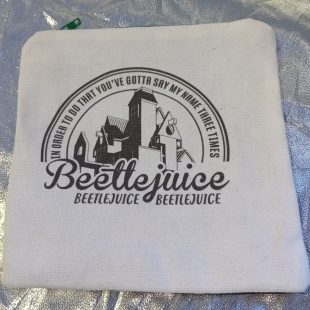 IN ORDER TO DO THAT YOU'VE GOTTA SAY MY NAME THREE TIMES
Beetlejuice
BEETLEJUICE BEETLEJUICE